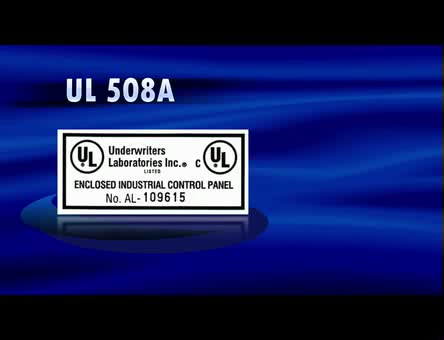 UL 508A
UL Underwriters Laboratories Inc.® C UL
LISTED
ENCLOSED INDUSTRIAL CONTROL PANEL
No. AL-109615